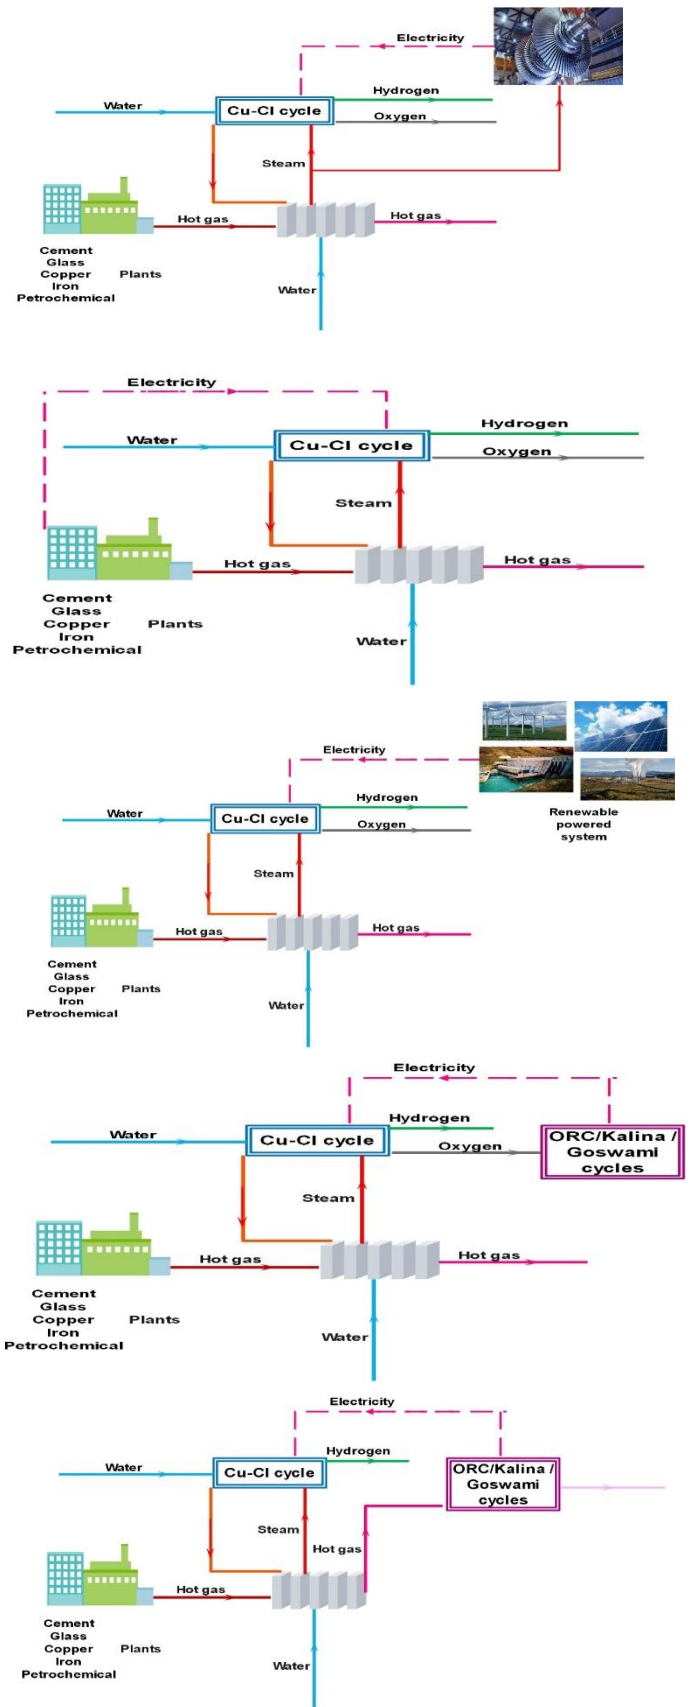 Electricity
Hydrogen
Water
Cu-Cl cycle
Oxygen
Steam
Hot gas
Hot gas
Cement
Glass
Copper Plants
Iron
Petrochemical
Water
Electricity
Hydrogen
Water
Cu-Cl cycle
Oxygen
Steam
Hot gas
Hot gas
Cement
Glass
Copper Plants
Iron
Petrochemical
Water
Electricity
Hydrogen
Renewable
powered
system
Water
Cu-Cl cycle
Oxygen
Steam
Hot gas
Hot gas
Cement
Glass
Copper Plants
Iron
Petrochemical
Water
Electricity
Hydrogen
Water
Cu-Cl cycle
Oxygen
ORC/Kalina /
Goswami
cycles
Steam
Hot gas
Hot gas
Cement
Glass
Copper Plants
Iron
Petrochemical
Water
Electricity
Hydrogen
Water
Cu-Cl cycle
ORC/Kalina /
Goswami
cycles
Steam
Hot gas
Hot gas
Cement
Glass
Copper Plants
Iron
Petrochemical
Water